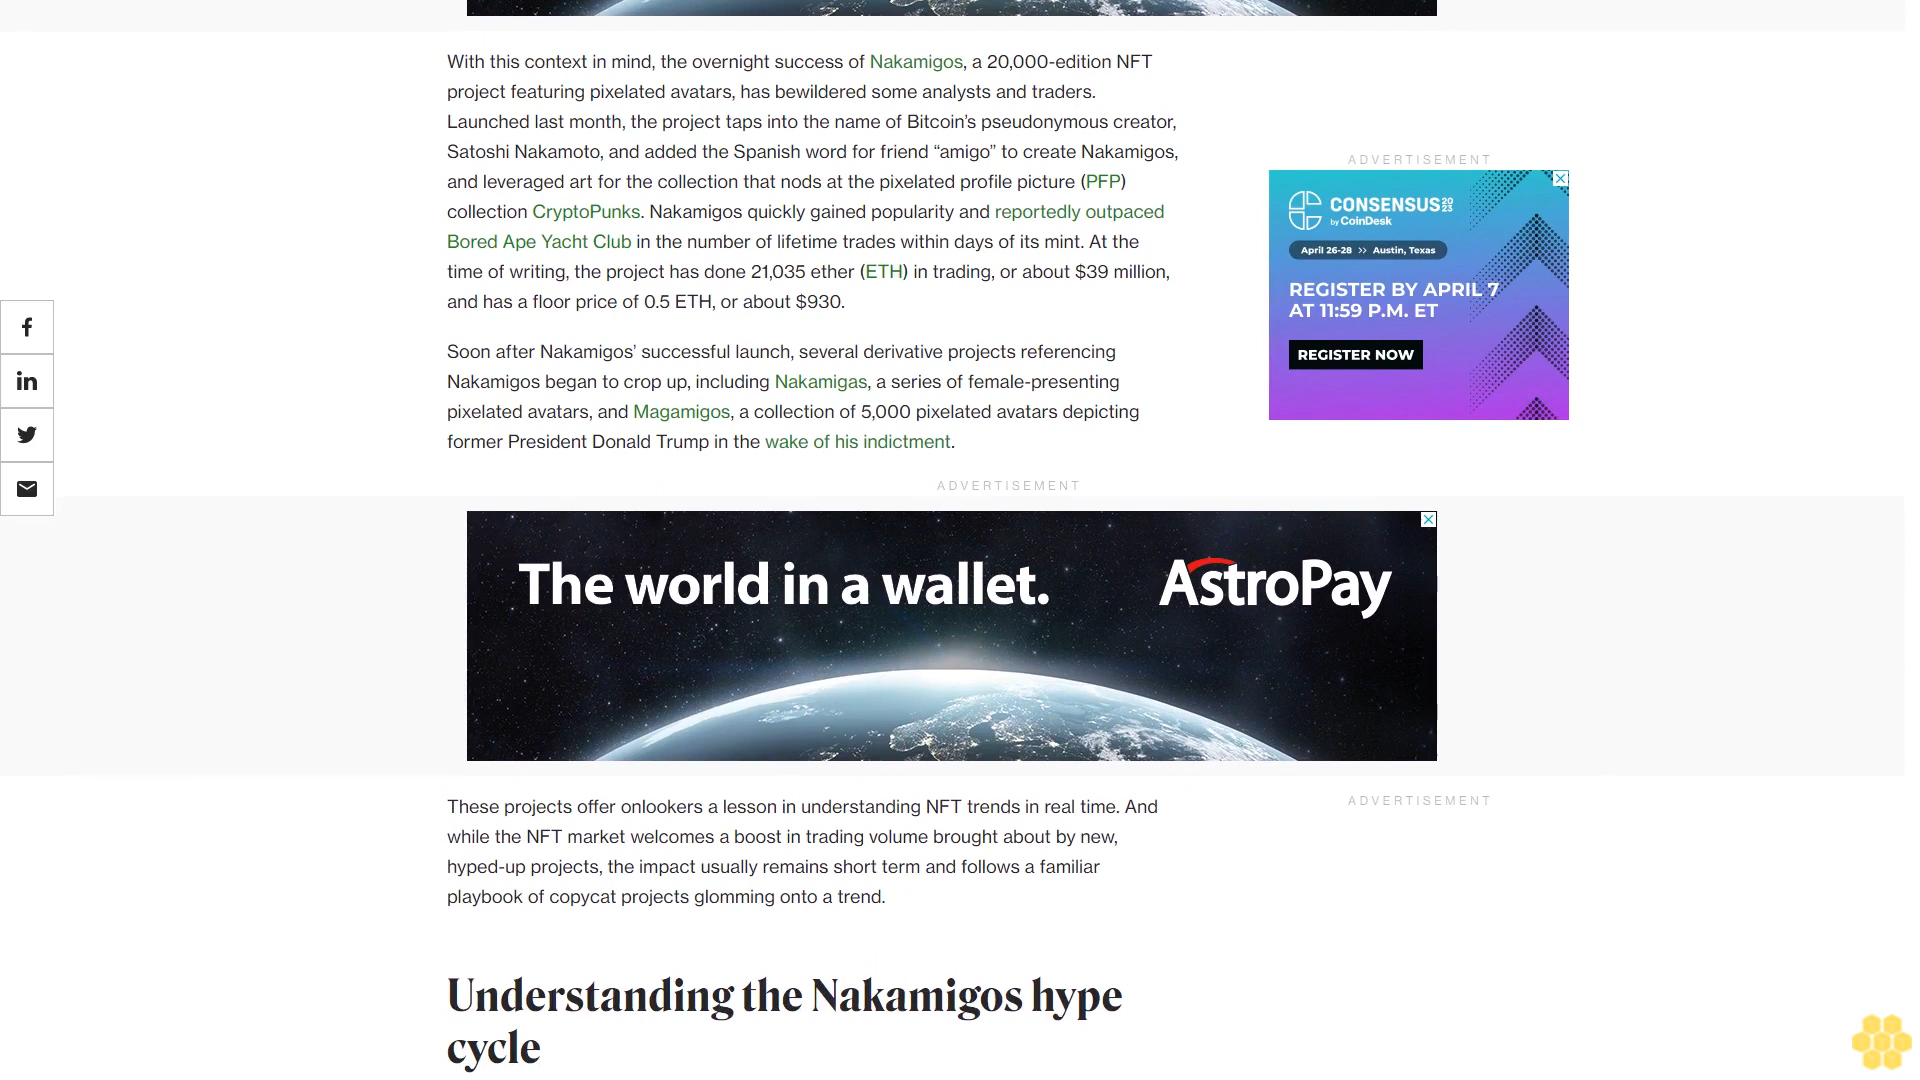 With this context in mind, the overnight success of Nakamigos, a 20,000-edition NFT
project featuring pixelated avatars, has bewildered some analysts and traders.
Launched last month, the project taps into the name of Bitcoin’s pseudonymous creator,
Satoshi Nakamoto, and added the Spanish word for friend “amigo” to create Nakamigos,
and leveraged art for the collection that nods at the pixelated profile picture (PFP)
collection CryptoPunks. Nakamigos quickly gained popularity and reportedly outpaced
Bored Ape Yacht Club in the number of lifetime trades within days of its mint. At the
time of writing, the project has done 21,035 ether (ETH) in trading, or about $39 million,
and has a floor price of 0.5 ETH, or about $930.
ADVERTISEMENT
CONSENSUS 2023
by CoinDesk
April 26-28 >> Austin, Texas
REGISTER BY APRIL 7
AT 11:59 P.M. ET
REGISTER NOW
Soon after Nakamigos’ successful launch, several derivative projects referencing
Nakamigos began to crop up, including Nakamigas, a series of female-presenting
pixelated avatars, and Magamigos, a collection of 5,000 pixelated avatars depicting
former President Donald Trump in the wake of his indictment.
ADVERTISEMENT
The world in a wallet.
AstroPay
These projects offer onlookers a lesson in understanding NFT trends in real time. And
while the NFT market welcomes a boost in trading volume brought about by new,
hyped-up projects, the impact usually remains short term and follows a familiar
playbook of copycat projects glomming onto a trend.
ADVERTISEMENT
Understanding the Nakamigos hype
cycle